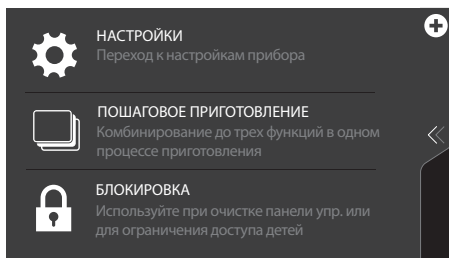 НАСТРОЙКИ
Переход к настройкам прибора
ПОШАГОВОЕ ПРИГОТОВЛЕНИЕ
Комбинирование до трех функций в одном
процессе приготовления
БЛОКИРОВКА
Используйте при очистке панели упр. или
для ограничения доступа детей